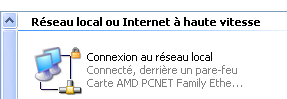 Réseau local ou Internet à haute vitesse
Connexion au réseau local
Connecté, derrière un pare-feu
Carte AMD PCNET Family Ethe...